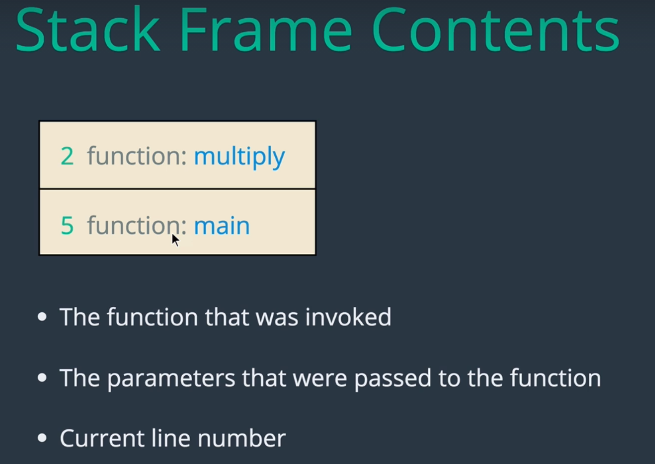 Stack Frame Contents
2 function: multiply
5 function: main
• The function that was invoked
• The parameters that were passed to the function
• Current line number